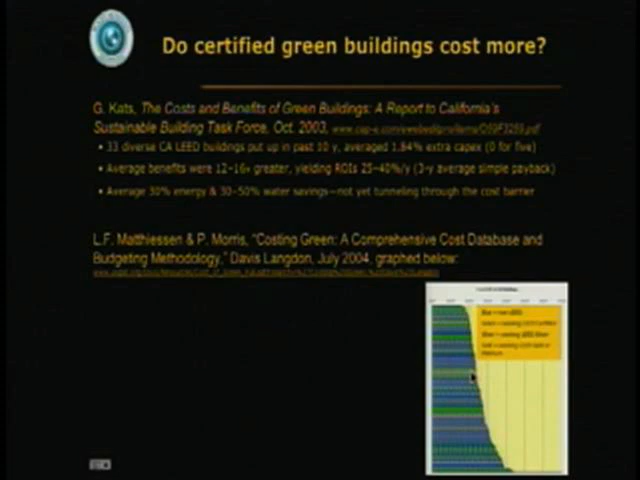 Do certified green buildings cost more?
G. Kats, The Costs and Benefits of Green Buildings: A Report to California's
Sustainable Building Task Force, Oct. 2003,
• 33 diverse CA LEED buildings put up in past 10 y, averaged 1.84% extra capex (0 for five)
• Average benefits were 12–16× greater, yielding ROIs 25–40%/y (3-y average simple payback)
• Average 30% energy & 30–50% water savings—not yet tunneling through the cost barrier
L.F. Matthiessen & P. Morris, "Costing Green: A Comprehensive Cost Database and
Budgeting Methodology," Davis Langdon, July 2004, graphed below: